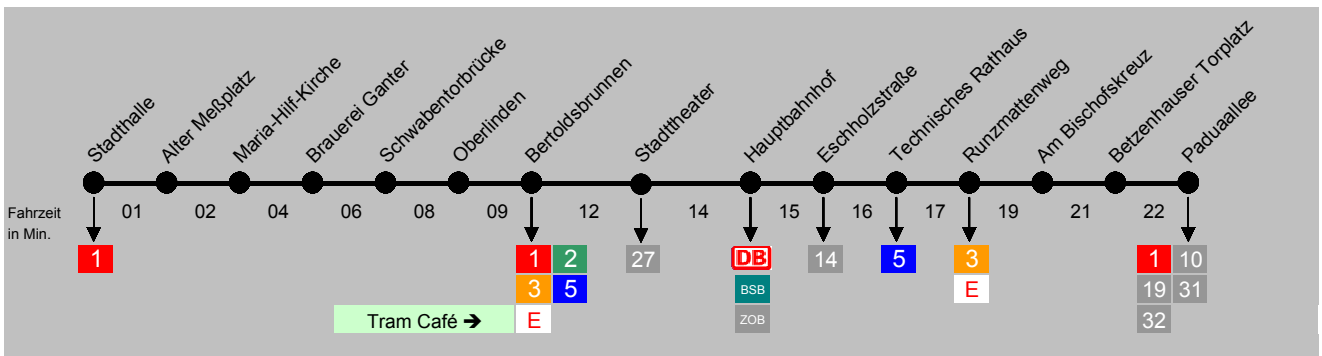 Stadthalle
Alter Meßplatz
Maria-Hilf-Kirche
Brauerei Ganter
Schwabentorbrücke
Oberlinden
Bertoldsbrunnen
Stadttheater
Hauptbahnhof
Eschholzstraße
Technisches Rathaus
Runzmattenweg
Am Bischofskreuz
Betzenhauser Torplatz
Paduaallee
Fahrzeit 01 02 04 06 08 09 12 14 15 16 17 19 21 22
in Min.
1 1 2 27 DB 14 5 3 1 10
3 5 BSB E 19 31
Tram Café ➔ E ZOB 32